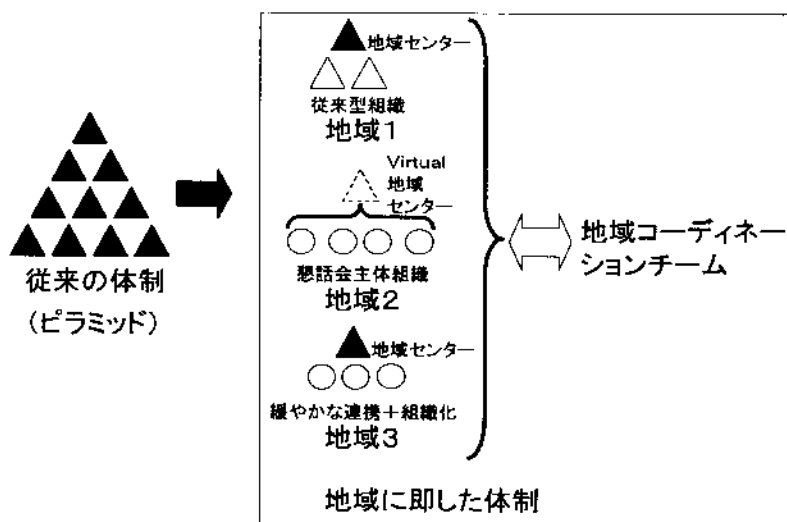 従来の体制
(ピラミッド)
地域センター
従来型組織
地域1
Virtual
地域
センター
懇話会主体組織
地域2
地域センター
緩やかな連携+組織化
地域3
地域に即した体制
地域コーディネー
ションチーム